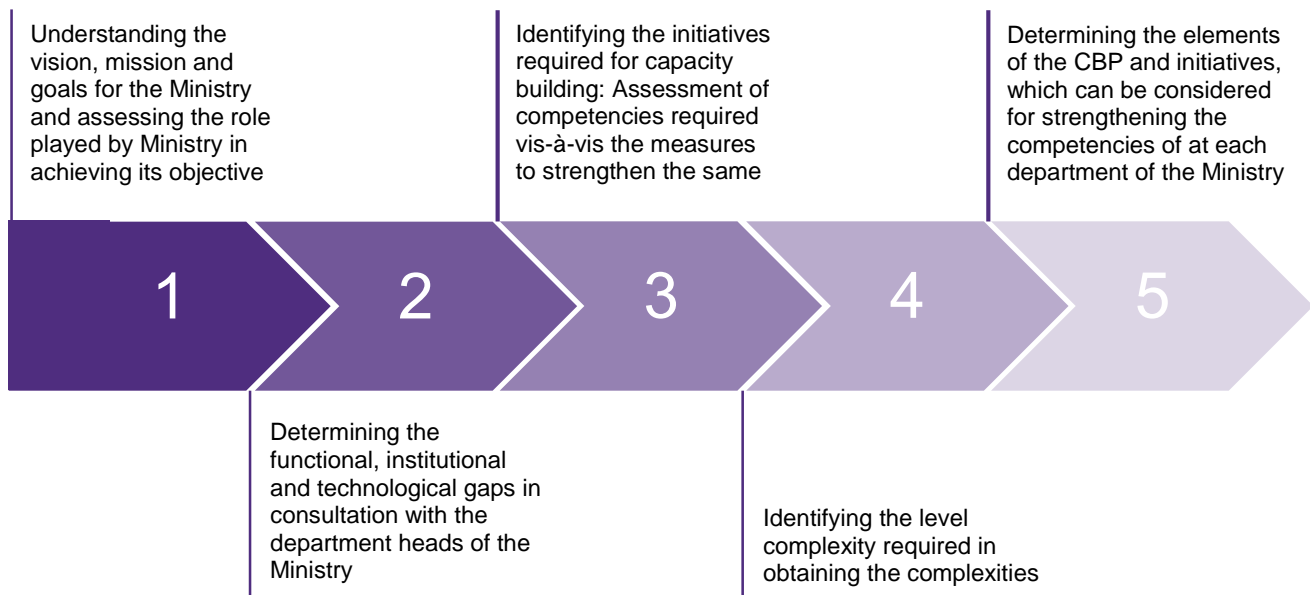 Understanding the
vision, mission and
goals for the Ministry
and assessing the role
played by Ministry in
achieving its objective
Identifying the initiatives
required for capacity
building: Assessment of
competencies required
vis-à-vis the measures
to strengthen the same
Determining the elements
of the CBP and initiatives,
which can be considered
for strengthening the
competencies of at each
department of the Ministry
1
2
3
4
5
Determining the
functional, institutional
and technological gaps in
consultation with the
department heads of the
Ministry
Identifying the level
complexity required in
obtaining the complexities